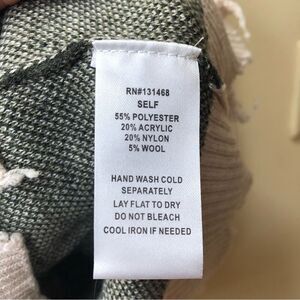 RN#131468
SELF
55% POLYESTER
20% ACRYLIC
20% NYLON
5% WOOL
HAND WASH COLD
SEPARATELY
LAY FLAT TO DRY
DO NOT BLEACH
COOL IRON IF NEEDED